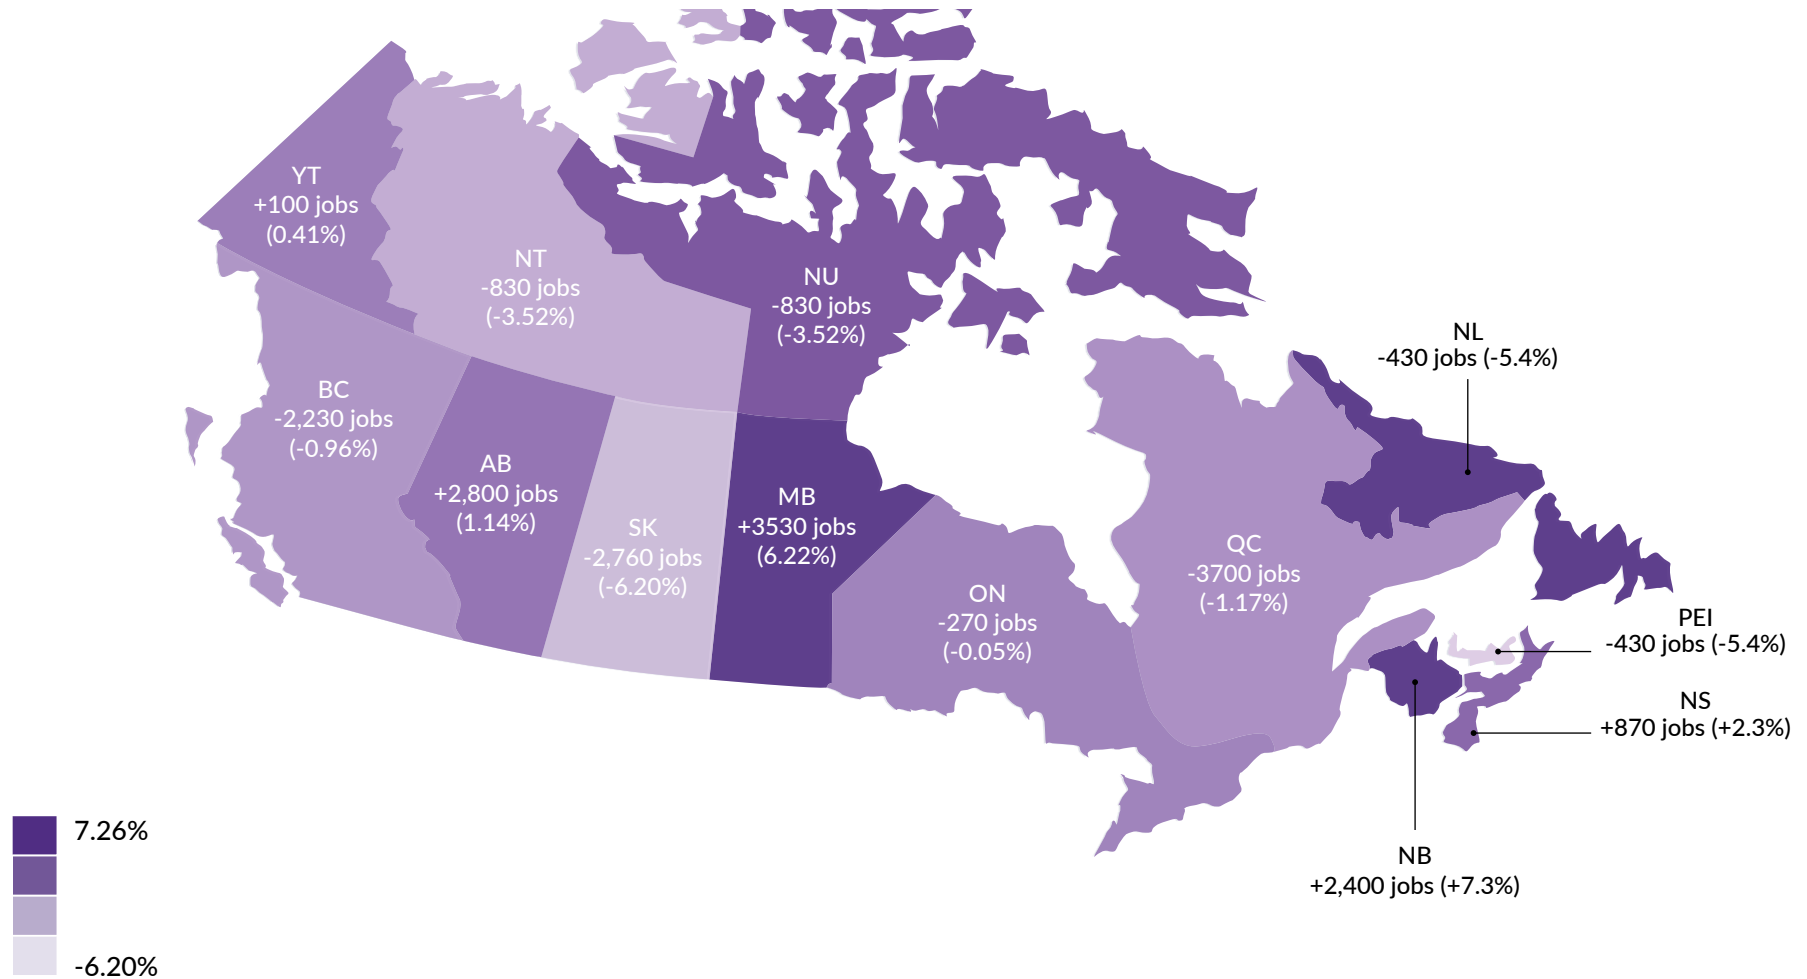 YT
+100 jobs
(0.41%)
NT
-830 jobs
(-3.52%)
NU
-830 jobs
(-3.52%)
NL
-430 jobs (-5.4%)
BC
-2,230 jobs
(-0.96%)
AB
+2,800 jobs
(1.14%)
SK
-2,760 jobs
(-6.20%)
MB
+3530 jobs
(6.22%)
ON
-270 jobs
(-0.05%)
QC
-3700 jobs
(-1.17%)
PEI
-430 jobs (-5.4%)
NS
+870 jobs (+2.3%)
NB
+2,400 jobs (+7.3%)
7.26%
-6.20%